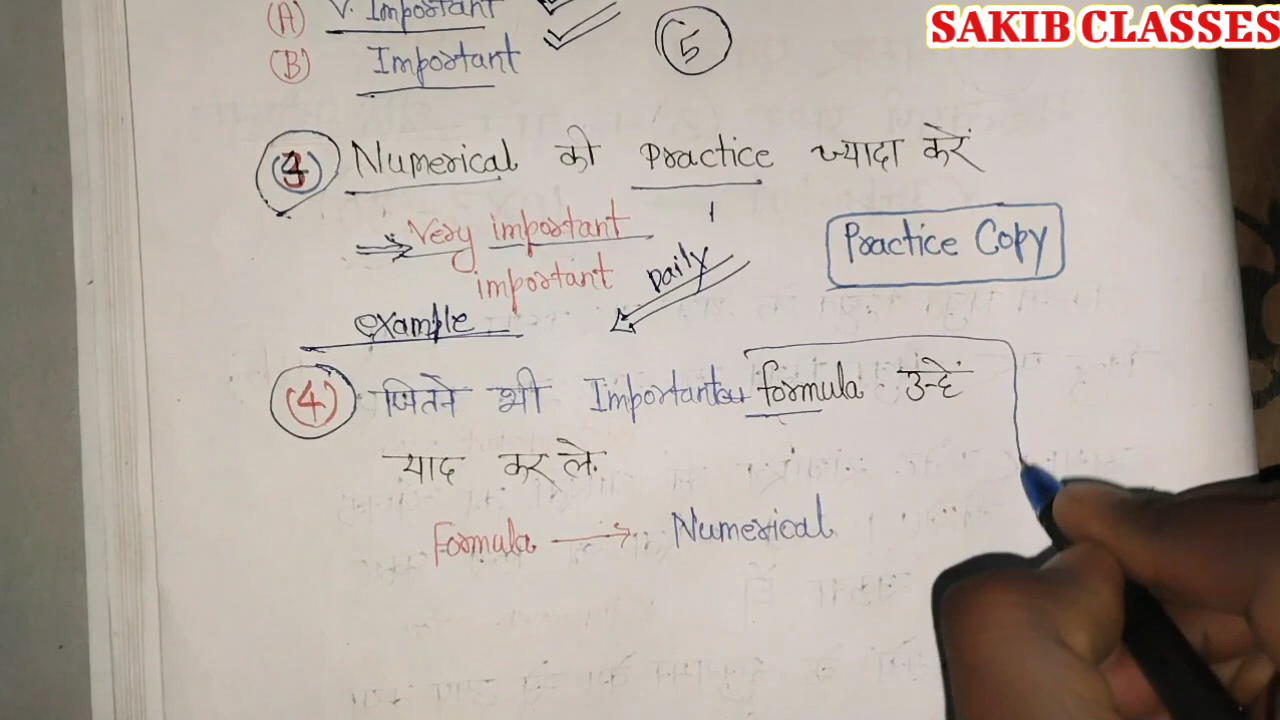 SAKIB CLASSES
(A) V. Important
(B) Important
5
(3) Numerical की Practice ज्यादा करें
Very important
important
Daily
Practice Copy
example
(4) जितने भी Important formula उन्हें
याद कर ले
Formula → Numerical